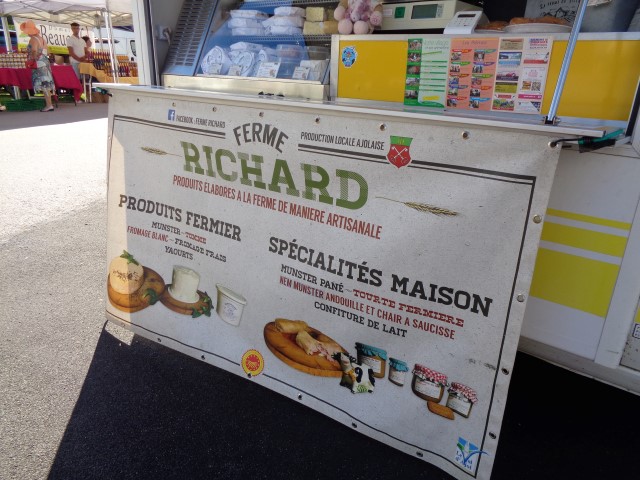 Beau
FACEBOOK : FERME RICHARD
FERME
RICHARD
PRODUCTION LOCALE AJOLAISE
PRODUITS ELABORES A LA FERME DE MANIERE ARTISANALE
PRODUITS FERMIER
MUNSTER - TOMME
FROMAGE BLANC - FROMAGE FRAIS
YAOURTS
SPÉCIALITÉS MAISON
MUNSTER PANÉ - TOURTE FERMIERE
NEM MUNSTER ANDOUILLE ET CHAIR A SAUCISSE
CONFITURE DE LAIT